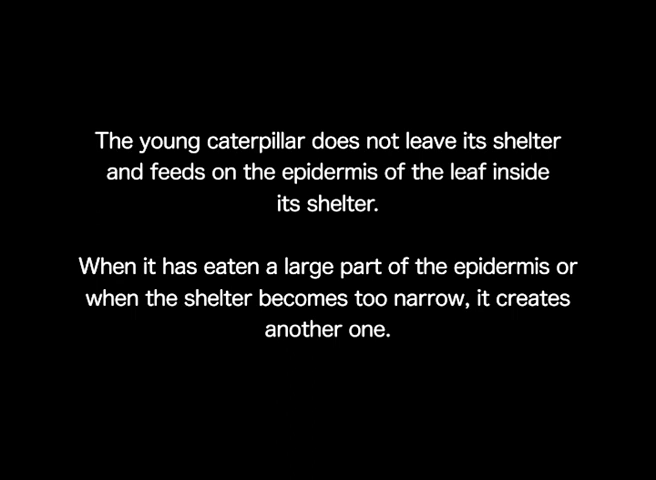 The young caterpillar does not leave its shelter
and feeds on the epidermis of the leaf inside
its shelter.
When it has eaten a large part of the epidermis or
when the shelter becomes too narrow, it creates
another one.